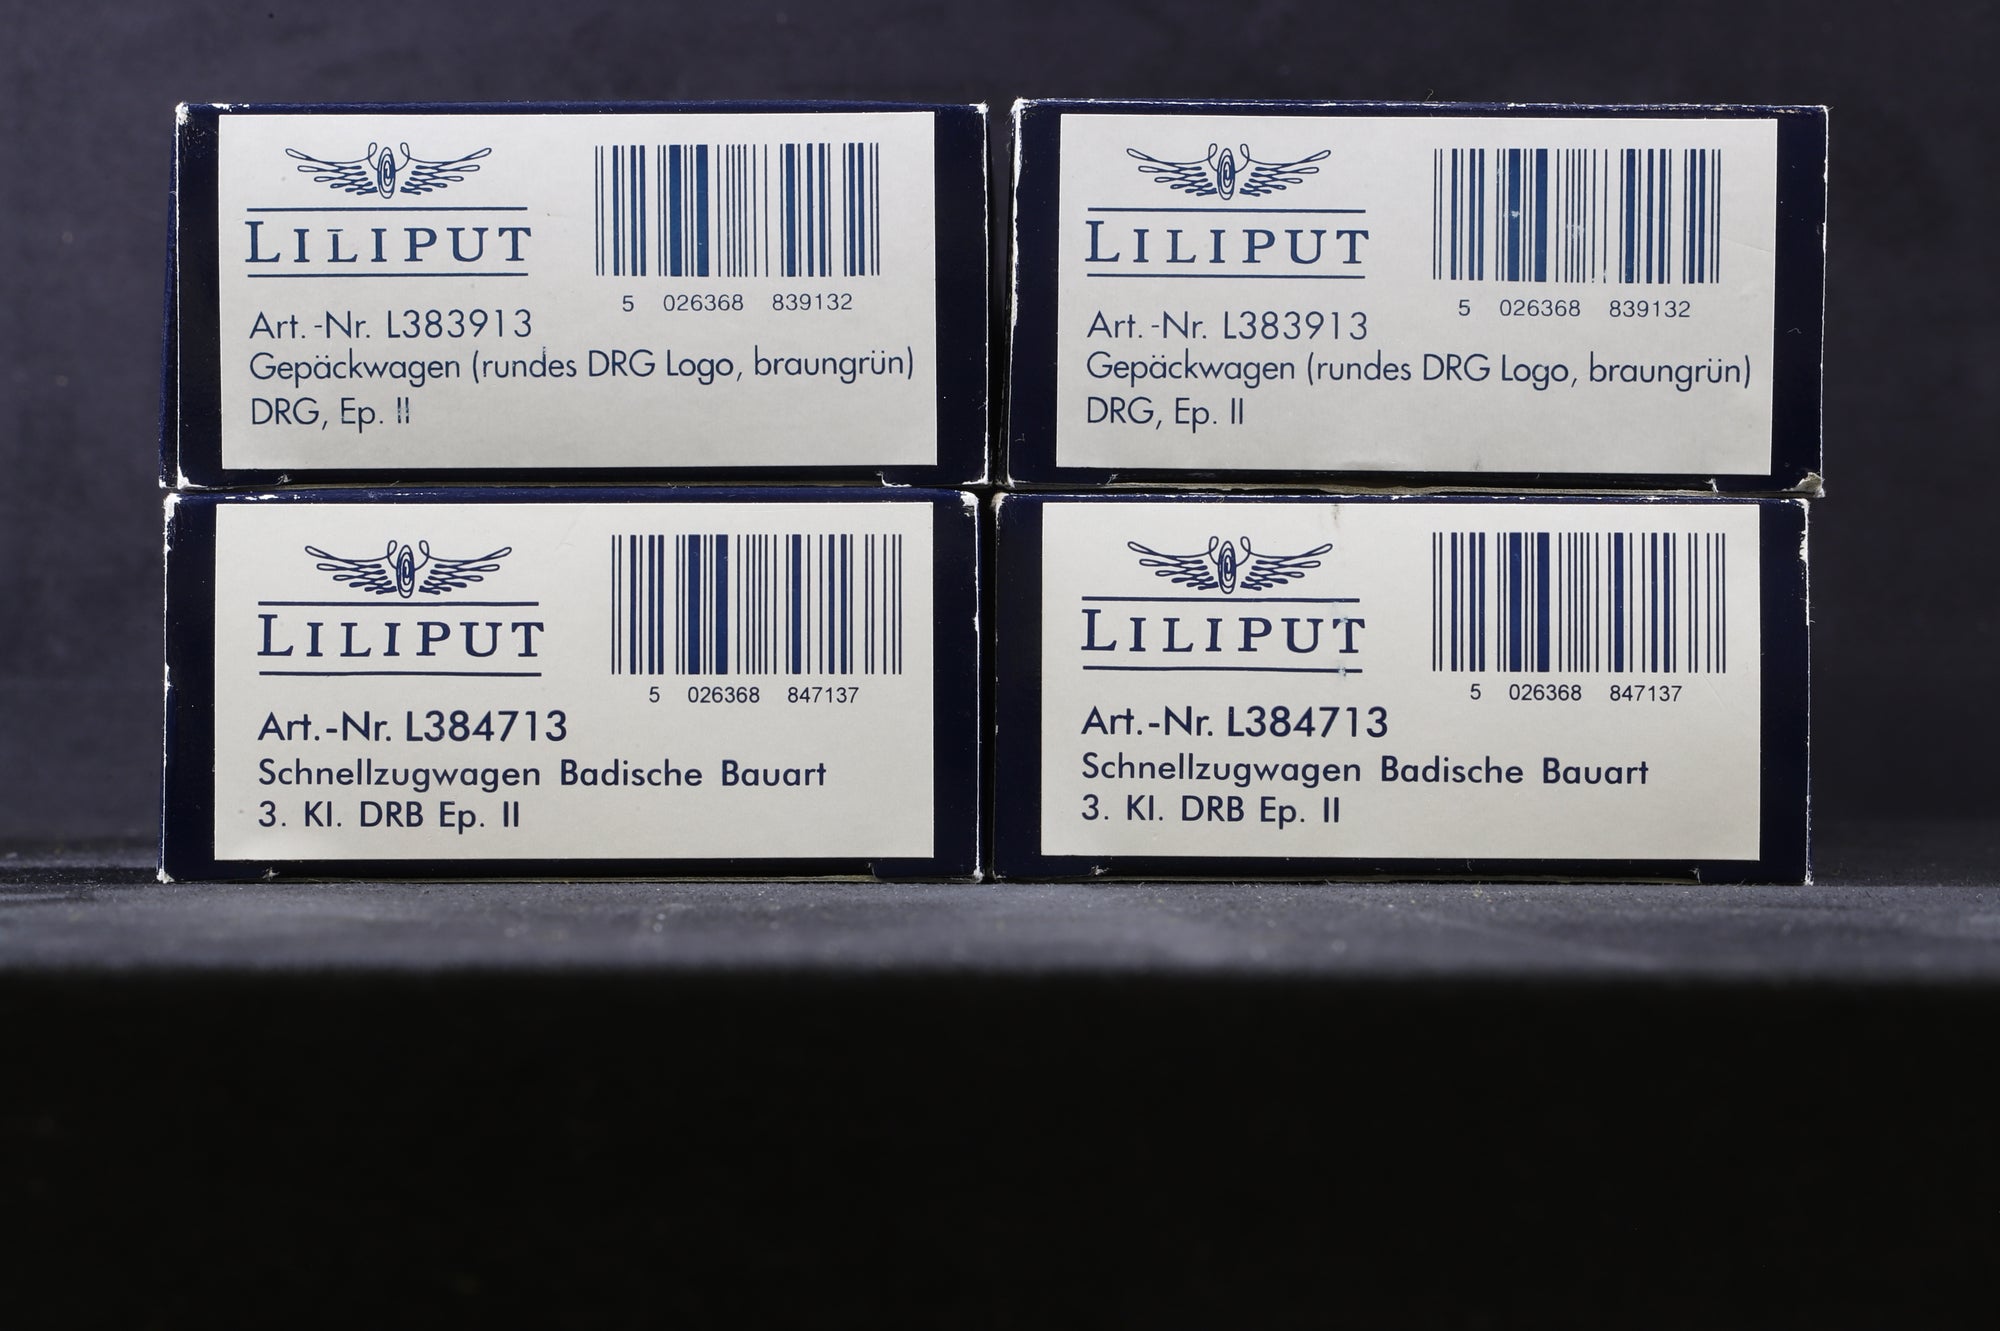 LILIPUT
5 026368 839132
Art.-Nr. L383913
Gepäckwagen (rundes DRG Logo, braungrün)
DRG, Ep. II
LILIPUT
5 026368 839132
Art.-Nr. L383913
Gepäckwagen (rundes DRG Logo, braungrün)
DRG, Ep. II
LILIPUT
5 026368 847137
Art.-Nr. L384713
Schnellzugwagen Badische Bauart
3. Kl. DRB Ep. II
LILIPUT
5 026368 847137
Art.-Nr. L384713
Schnellzugwagen Badische Bauart
3. Kl. DRB Ep. II